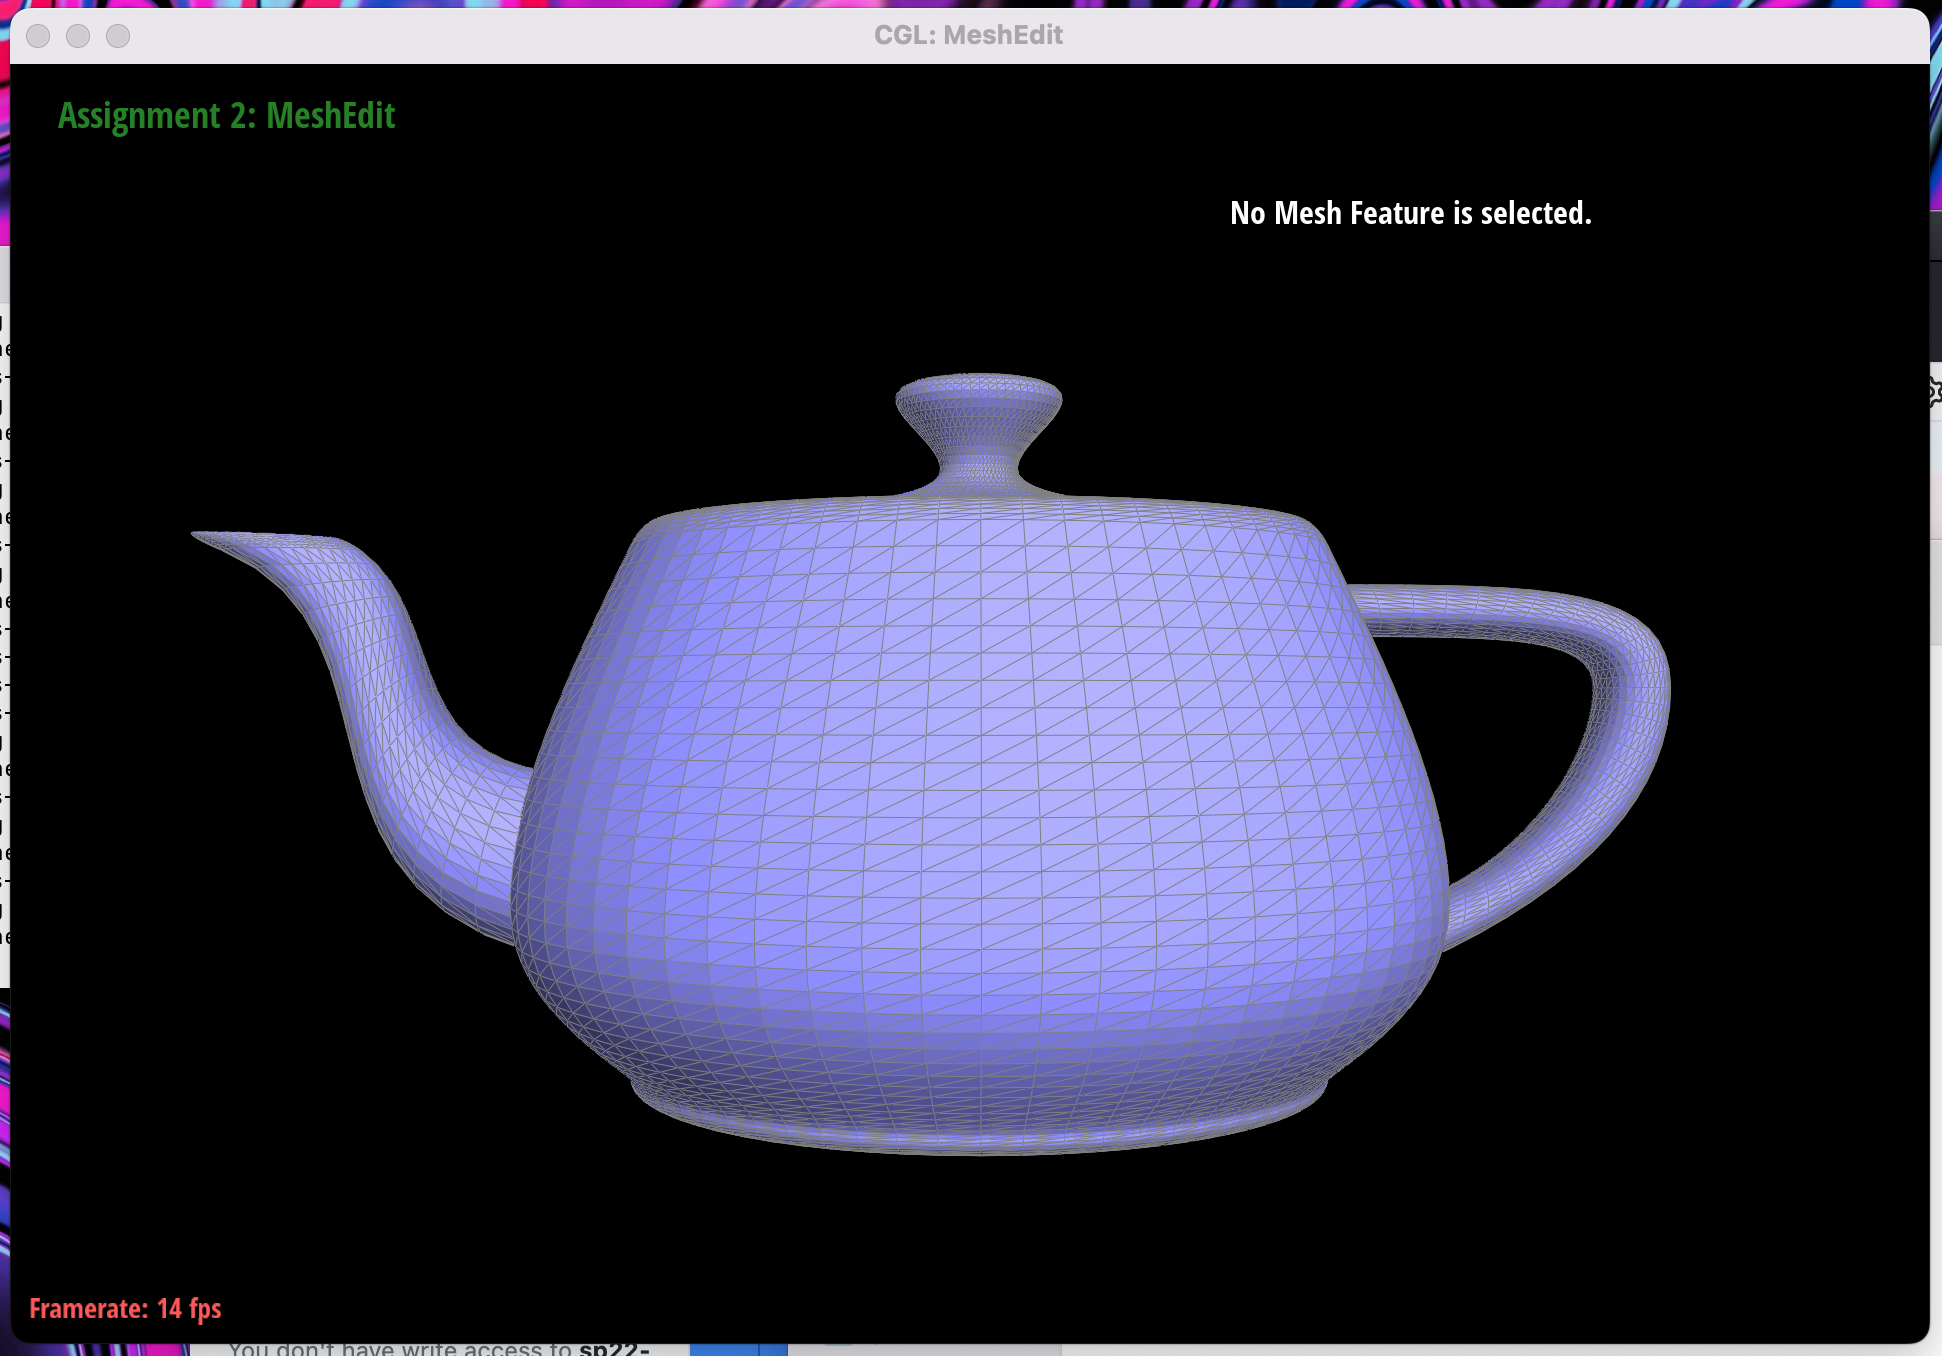 CGL: MeshEdit
Assignment 2: MeshEdit
No Mesh Feature is selected.
Framerate: 14 fps
You don't have write access to sp22-